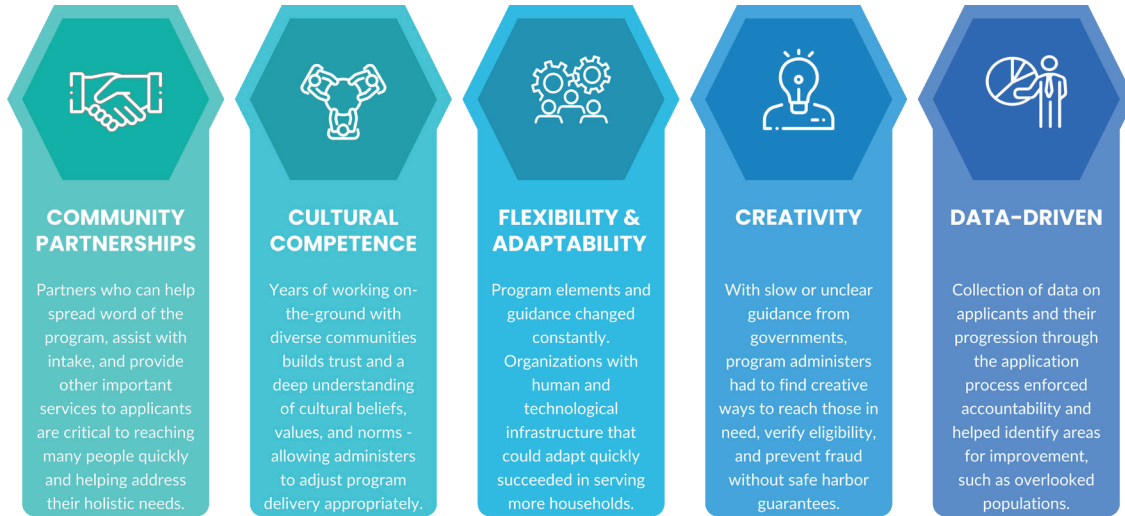 COMMUNITY
PARTNERSHIPS
Partners who can help
spread word of the
program, assist with
intake, and provide
other important
services to applicants
are critical to reaching
many people quickly
and helping address
their holistic needs.
CULTURAL
COMPETENCE
Years of working on-
the-ground with
diverse communities
builds trust and a
deep understanding
of cultural beliefs,
values, and norms -
allowing administers
to adjust program
delivery appropriately.
FLEXIBILITY &
ADAPTABILITY
Program elements and
guidance changed
constantly.
Organizations with
human and
technological
infrastructure that
could adapt quickly
succeeded in serving
more households.
CREATIVITY
With slow or unclear
guidance from
governments,
program administers
had to find creative
ways to reach those in
need, verify eligibility,
and prevent fraud
without safe harbor
guarantees.
DATA-DRIVEN
Collection of data on
applicants and their
progression through
the application
process enforced
accountability and
helped identify areas
for improvement,
such as overlooked
populations.